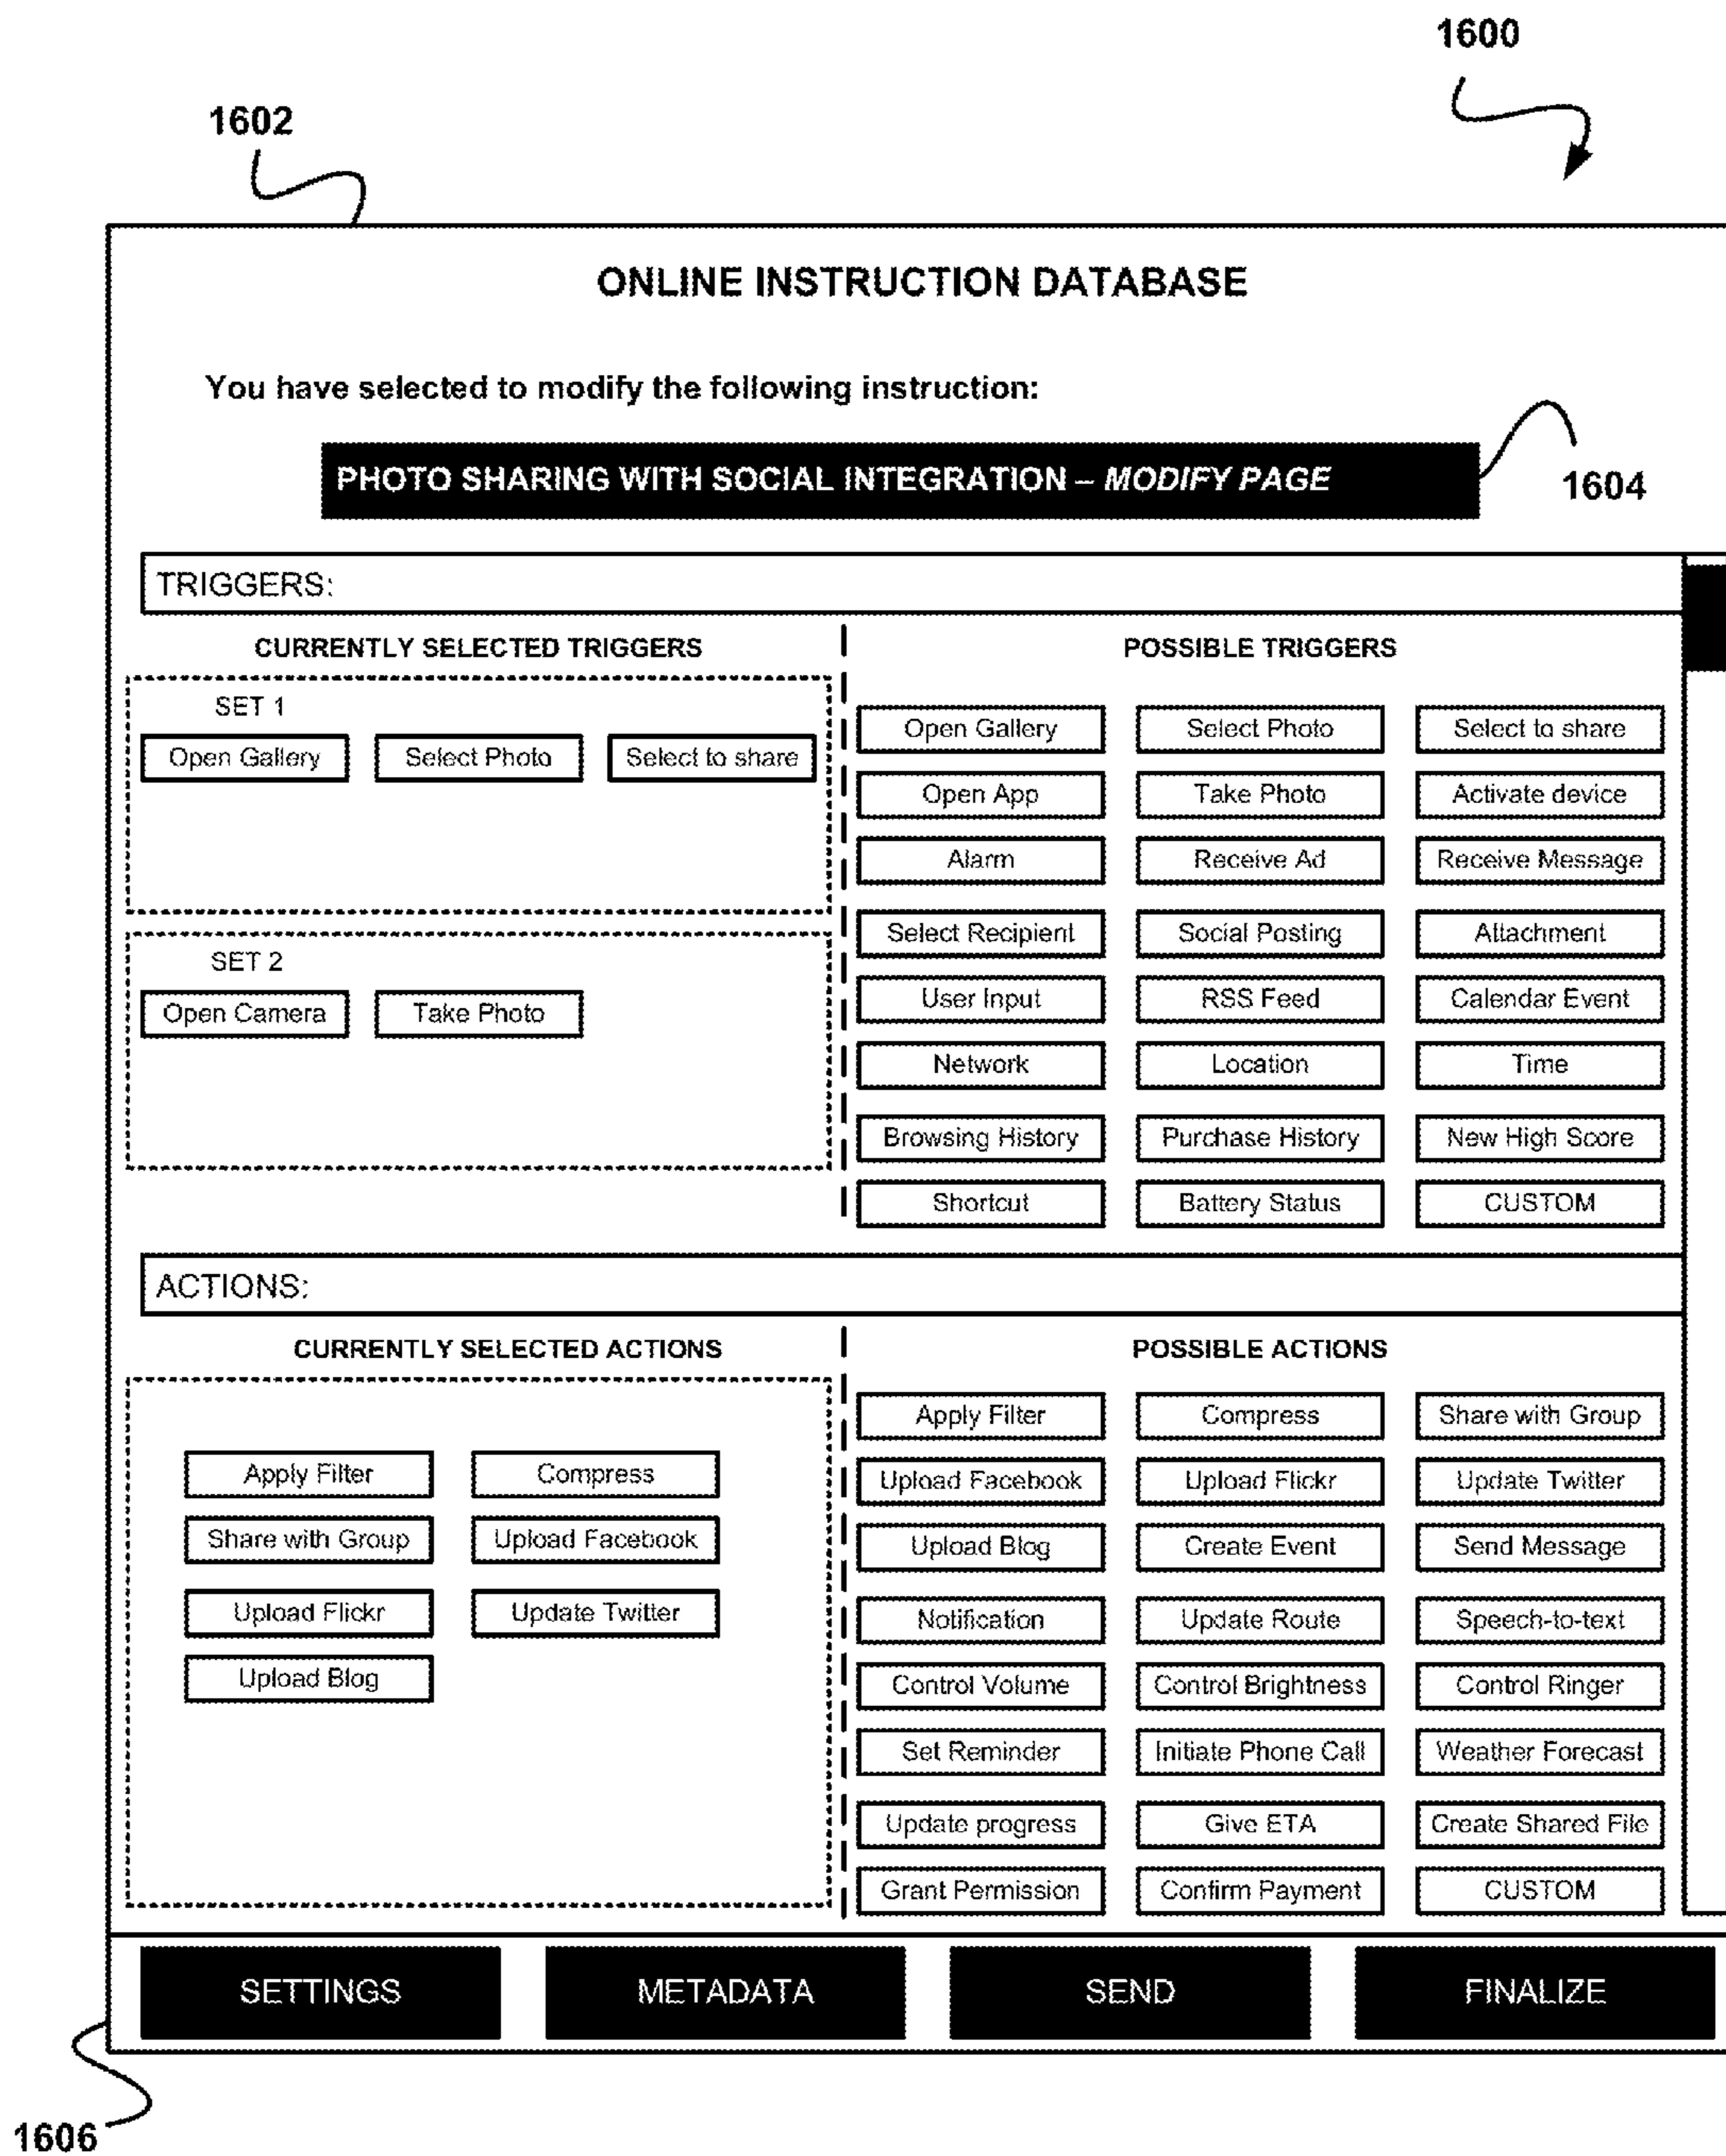 1600
1602
ONLINE INSTRUCTION DATABASE
You have selected to modify the following instruction:
PHOTO SHARING WITH SOCIAL INTEGRATION – MODIFY PAGE
1604
TRIGGERS:
CURRENTLY SELECTED TRIGGERS
SET 1
Open Gallery Select Photo Select to share
SET 2
Open Camera Take Photo
POSSIBLE TRIGGERS
Open Gallery Select Photo Select to share
Open App Take Photo Activate device
Alarm Receive Ad Receive Message
Select Recipient Social Posting Attachment
User Input RSS Feed Calendar Event
Network Location Time
Browsing History Purchase History New High Score
Shortcut Battery Status CUSTOM
ACTIONS:
CURRENTLY SELECTED ACTIONS
Apply Filter Compress
Share with Group Upload Facebook
Upload Flickr Update Twitter
Upload Blog
POSSIBLE ACTIONS
Apply Filter Compress Share with Group
Upload Facebook Upload Flickr Update Twitter
Upload Blog Create Event Send Message
Notification Update Route Speech-to-text
Control Volume Control Brightness Control Ringer
Set Reminder Initiate Phone Call Weather Forecast
Update progress Give ETA Create Shared File
Grant Permission Confirm Payment CUSTOM
SETTINGS METADATA SEND FINALIZE
1606